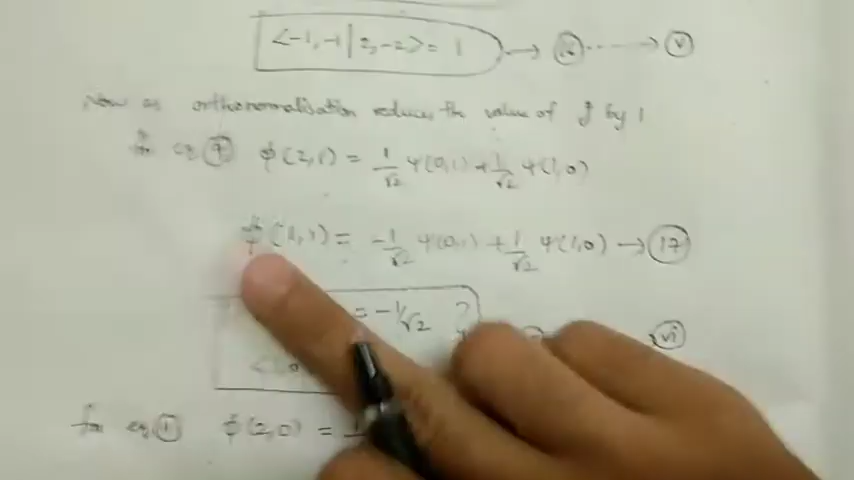 <-1,-1|2,-2> = 1 → (16) ......→ (v)
Now as orthonormalisation reduces the value of J by 1
for eq (9) ϕ(2,1) = 1/√2 Ψ(0,1) + 1/√2 Ψ(1,0)
ϕ(1,1) = -1/√2 Ψ(0,1) + 1/√2 Ψ(1,0) → (17)
= -1/√2
(vi)
for eq ϕ(2,0) =